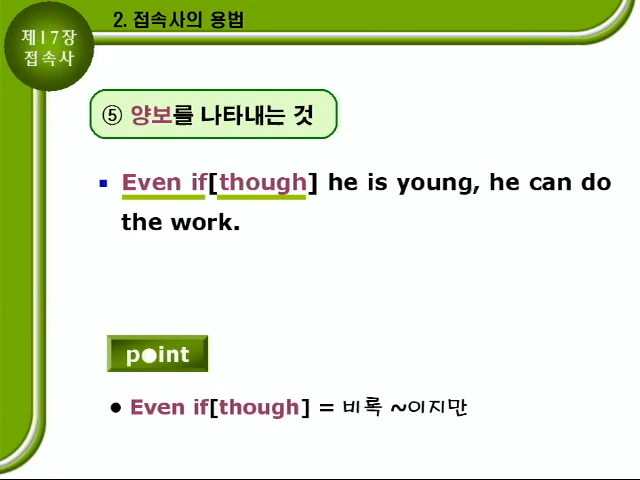 2. 접속사의 용법
제17장
접속사
⑤ 양보를 나타내는 것
▪ Even if[though] he is young, he can do
the work.
point
● Even if[though] = 비록 ~이지만